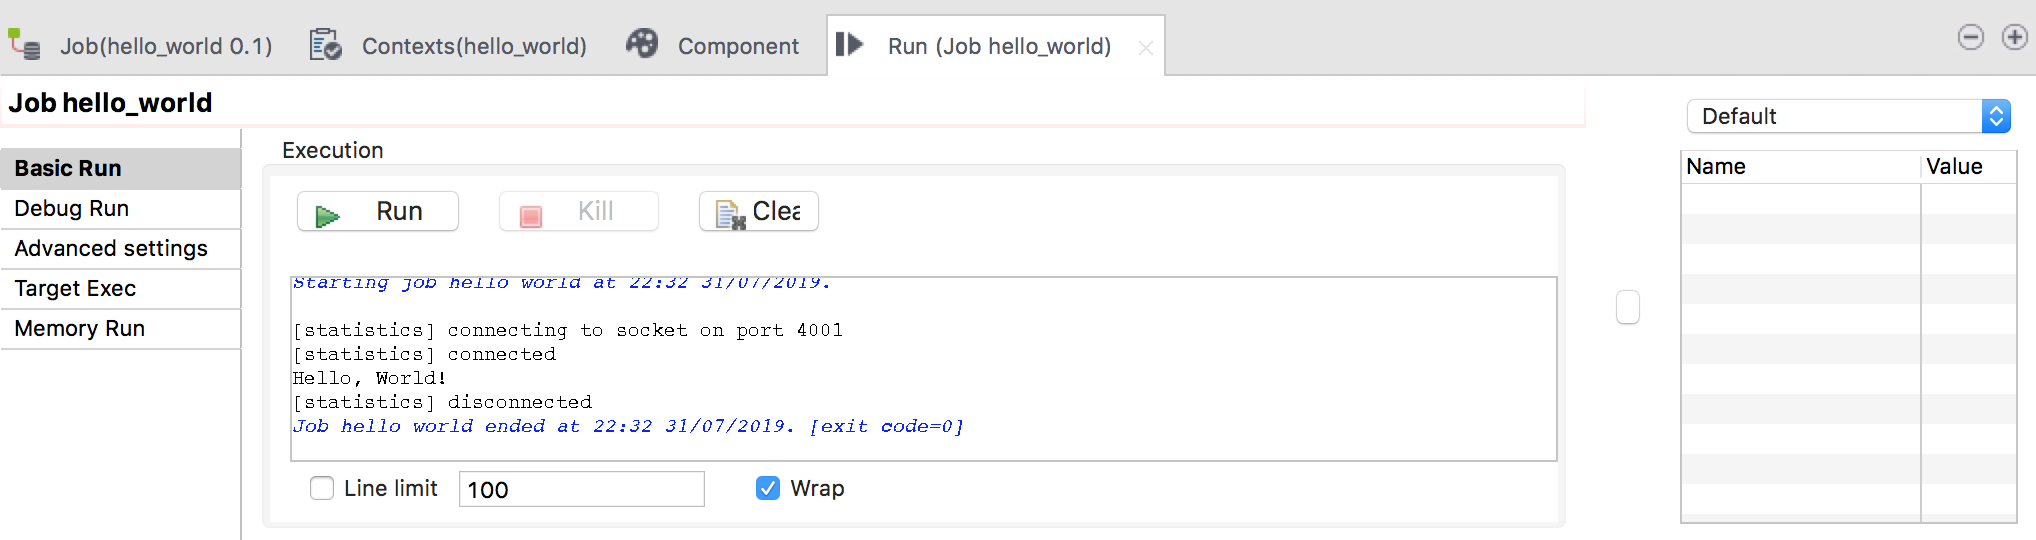 Job(hello_world 0.1)
Contexts(hello_world)
Component
Run (Job hello_world)
Job hello_world
Default
Basic Run
Debug Run
Advanced settings
Target Exec
Memory Run
Execution
Run
Kill
Clea
Starting job hello world at 22:32 31/07/2019.
[statistics] connecting to socket on port 4001
[statistics] connected
Hello, World!
[statistics] disconnected
Job hello world ended at 22:32 31/07/2019. [exit code=0]
Line limit
100
Wrap
Name
Value